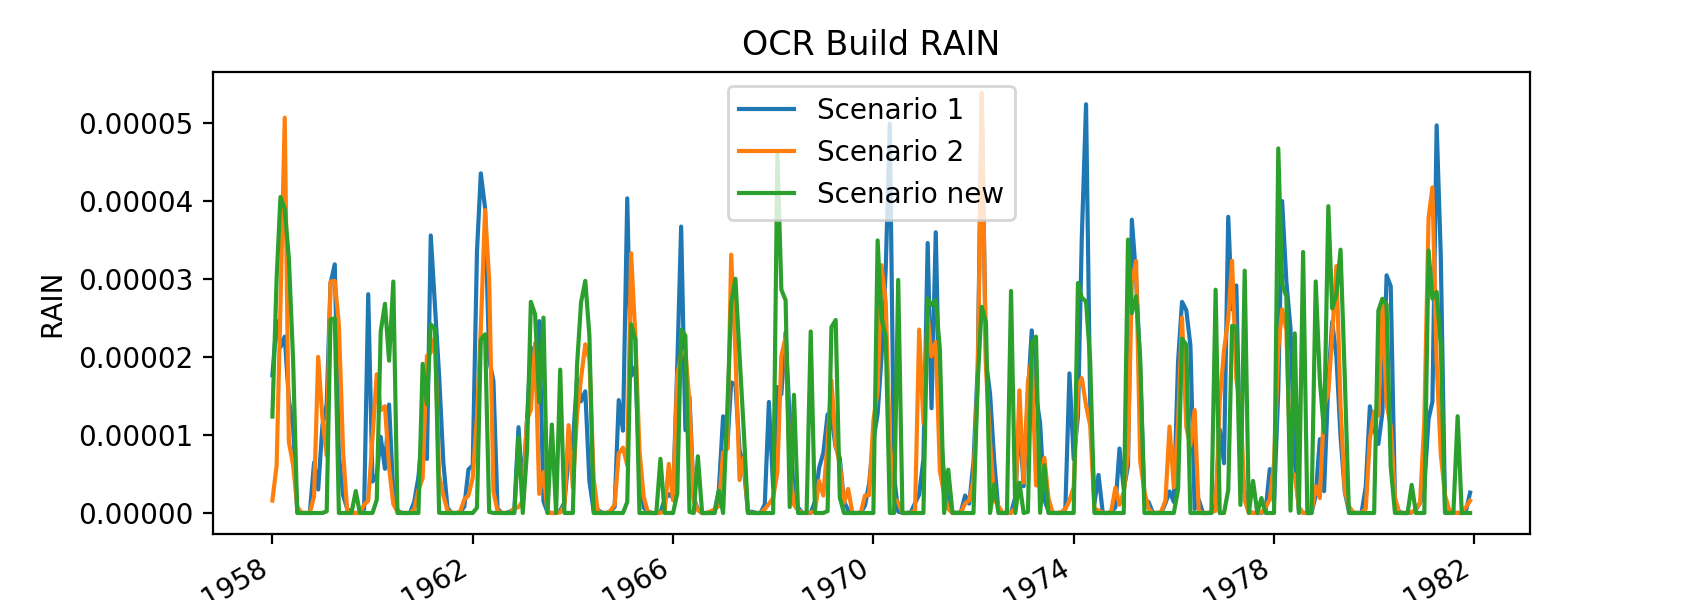 OCR Build RAIN
Scenario 1
Scenario 2
Scenario new
RAIN
0.00005
0.00004
0.00003
0.00002
0.00001
0.00000
1958
1962
1966
1970
1974
1978
1982